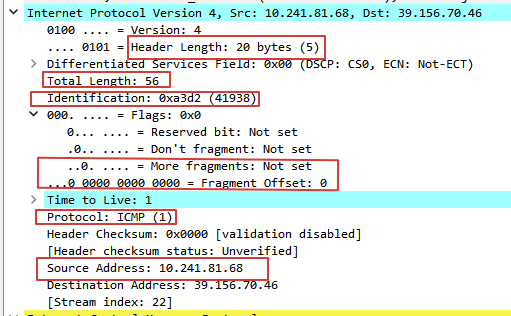 Internet Protocol Version 4, Src: 10.241.81.68, Dst: 39.156.70.46
0100 .... = Version: 4
.... 0101 = Header Length: 20 bytes (5)
Differentiated Services Field: 0x00 (DSCP: CS0, ECN: Not-ECT)
Total Length: 56
Identification: 0xa3d2 (41938)
000. .... = Flags: 0x0
0... .... = Reserved bit: Not set
.0.. .... = Don't fragment: Not set
..0. .... = More fragments: Not set
...0 0000 0000 0000 = Fragment Offset: 0
Time to Live: 1
Protocol: ICMP (1)
Header Checksum: 0x0000 [validation disabled]
[Header checksum status: Unverified]
Source Address: 10.241.81.68
Destination Address: 39.156.70.46
[Stream index: 22]